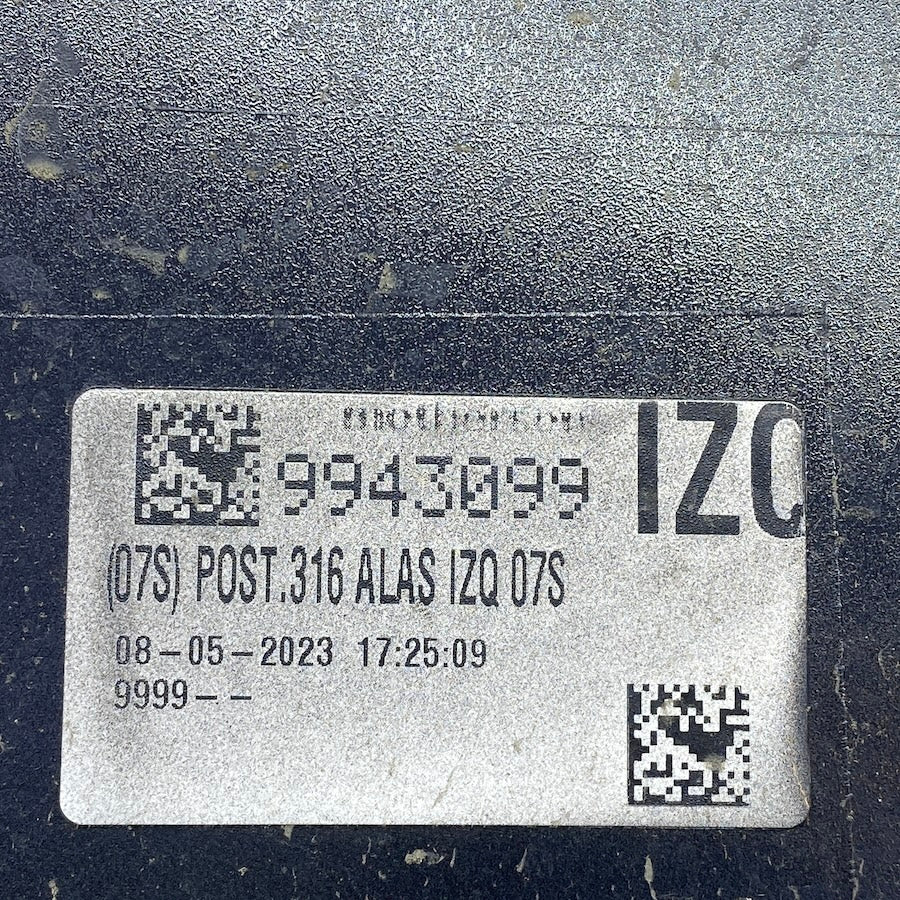 9943099
IZQ
(07S) POST.316 ALAS IZQ 07S
08-05-2023 17:25:09
9999--